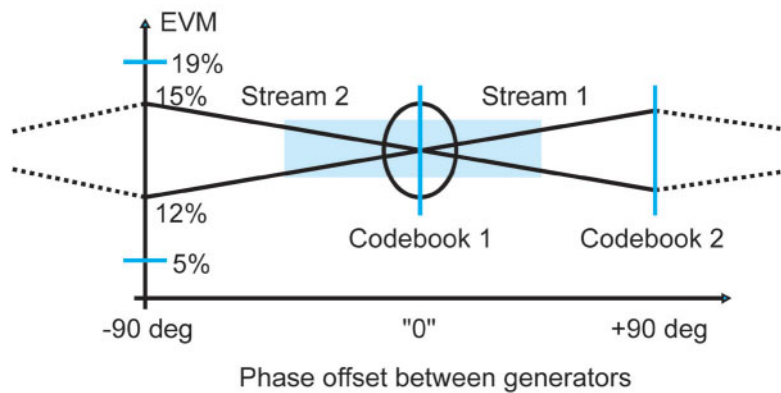 EVM
19%
15% Stream 2 Stream 1
12%
Codebook 1 Codebook 2
5%
-90 deg "0" +90 deg
Phase offset between generators